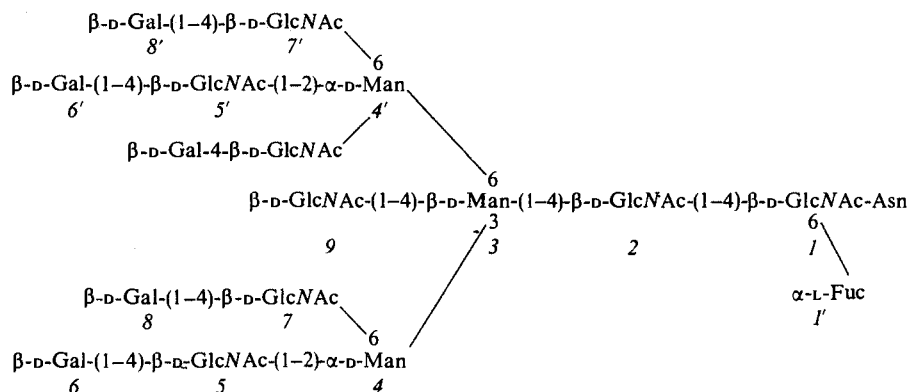 β-D-Gal-(1–4)-β-D-GlcNAc
8' 7'
6
β-D-Gal-(1–4)-β-D-GlcNAc-(1–2)-α-D-Man
6' 5' 4'
β-D-Gal-4-β-D-GlcNAc
6
β-D-GlcNAc-(1–4)-β-D-Man-(1–4)-β-D-GlcNAc-(1–4)-β-D-GlcNAc-Asn
3 6
9 3 2 1
β-D-Gal-(1–4)-β-D-GlcNAc α-L-Fuc
8 7 1'
6
β-D-Gal-(1–4)-β-D-GlcNAc-(1–2)-α-D-Man
6 5 4